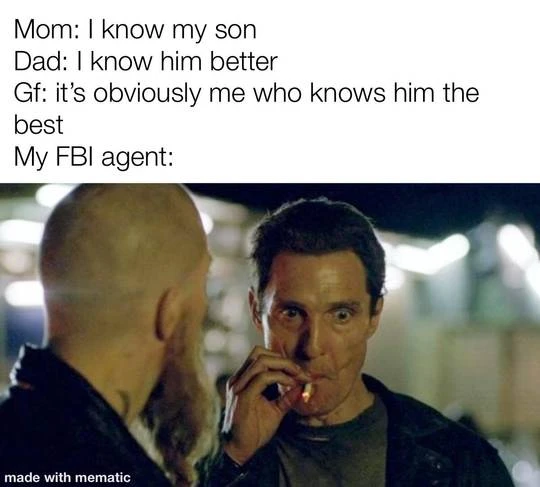 Mom: I know my son
Dad: I know him better
Gf: it's obviously me who knows him the
best
My FBI agent:
made with mematic